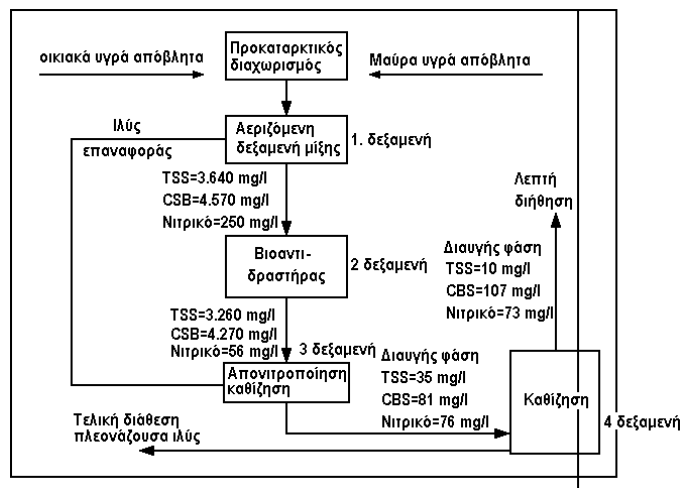 οικιακά υγρά απόβλητα
Προκαταρκτικός
διαχωρισμός
Μαύρα υγρά απόβλητα
Ιλύς
επαναφοράς
Αεριζόμενη
δεξαμενή μίξης
1. δεξαμενή
TSS=3.640 mg/l
CSB=4.570 mg/l
Νιτρικό=250 mg/l
Βιοαντι-
δραστήρας
2 δεξαμενή
TSS=3.260 mg/l
CSB=4.270 mg/l
Νιτρικό=56 mg/l
3 δεξαμενή
Απονιτροποίηση
καθίζηση
Διαυγής φάση
TSS=35 mg/l
CBS=81 mg/l
Νιτρικό=76 mg/l
Λεπτή
διήθηση
Διαυγής φάση
TSS=10 mg/l
CBS=107 mg/l
Νιτρικό=73 mg/l
Καθίζηση
4 δεξαμενή
Τελική διάθεση
πλεονάζουσα ιλύς